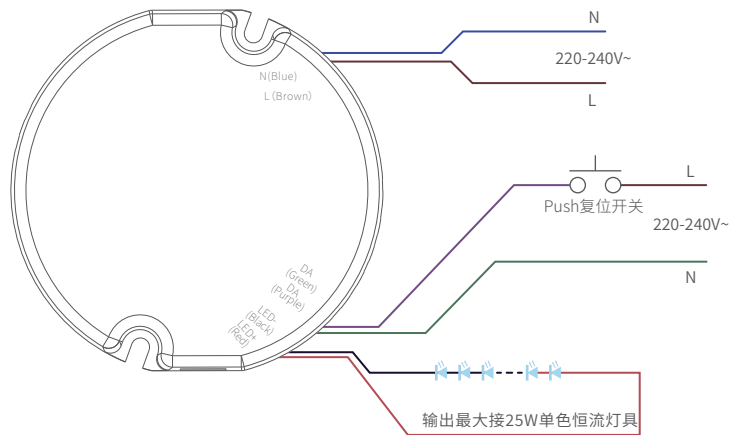 N
220-240V~
L
N(Blue)
L(Brown)
L
Push复位开关
220-240V~
N
DA
(Green)
DA
(Purple)
LED-
(Black)
LED+
(Red)
输出最大接25W单色恒流灯具